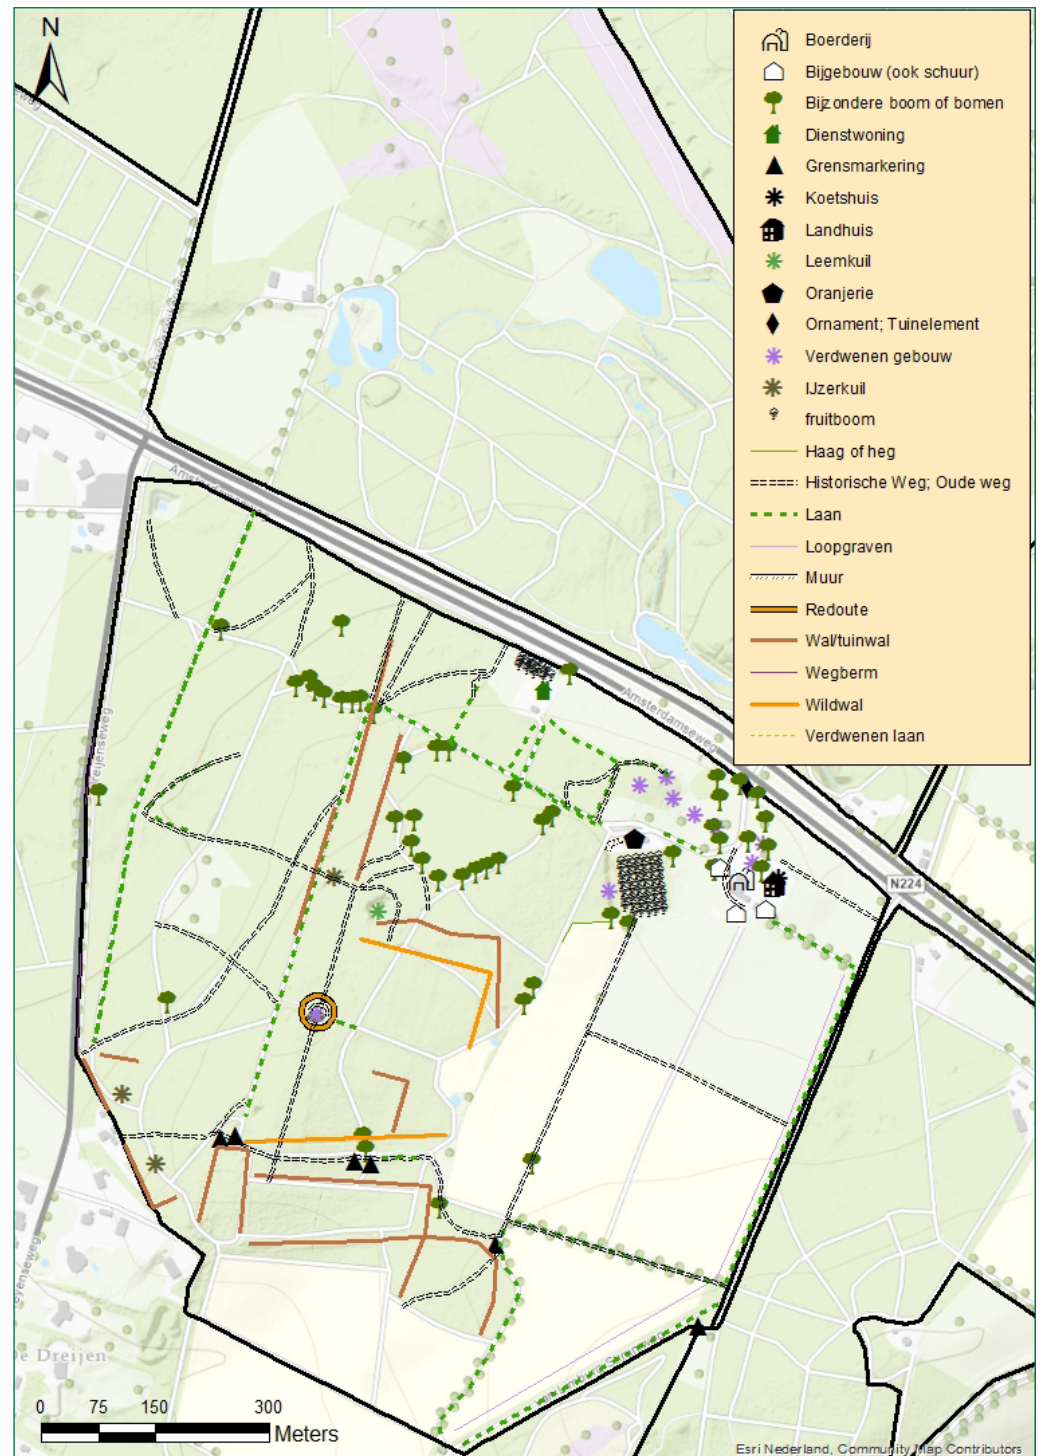 N
Boerderij
Bijgebouw (ook schuur)
Bijzondere boom of bomen
Dienstwoning
Grensmarkering
Koetshuis
Landhuis
Leemkuil
Oranjerie
Ornament; Tuinelement
Verdwenen gebouw
IJzerkuil
fruitboom
Haag of heg
Historische Weg; Oude weg
Laan
Loopgraven
Muur
Redoute
Wal/tuinwal
Wegberm
Wildwal
Verdwenen laan
Amsterdamseweg
N224
De Dreijen
0 75 150 300
Meters
Esri Nederland, Community Map Contributors